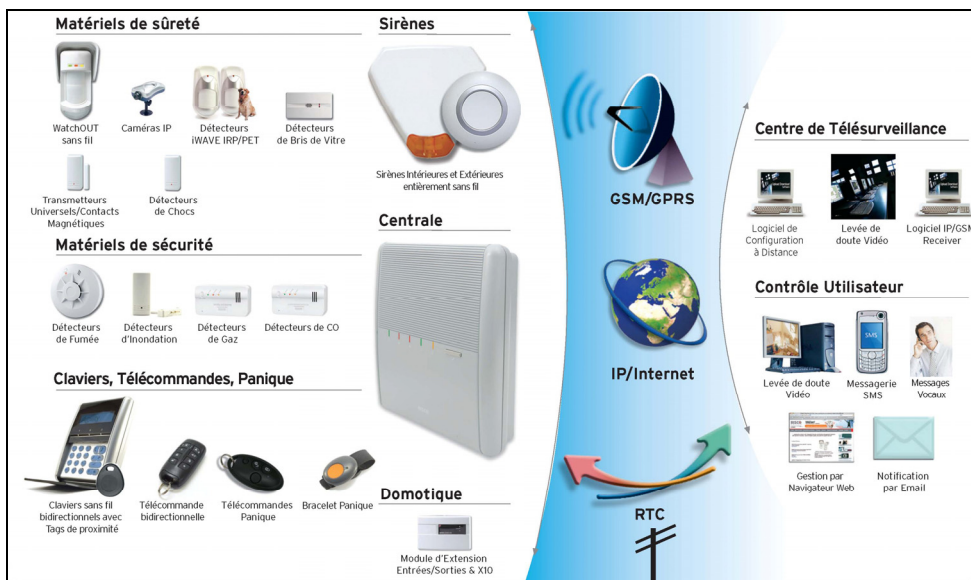 Matériels de sûreté
WatchOUT
sans fil
Caméras IP
Détecteurs
iWAVE IRP/PET
Détecteurs
de Bris de Vitre
Transmetteurs
Universels/Contacts
Magnétiques
Détecteurs
de Chocs
Matériels de sécurité
Détecteurs
de Fumée
Détecteurs
d'Inondation
Détecteurs
de Gaz
Détecteurs de CO
Claviers, Télécommandes, Panique
Claviers sans fil
bidirectionnels avec
Tags de proximité
Télécommande
bidirectionnelle
Télécommandes
Panique
Bracelet Panique
Sirènes
Sirènes Intérieures et Extérieures
entièrement sans fil
Centrale
Domotique
Module d'Extension
Entrées/Sorties & X10
GSM/GPRS
IP/Internet
RTC
Centre de Télésurveillance
Logiciel de
Configuration
à Distance
Levée de
doute Vidéo
Logiciel IP/GSM
Receiver
Contrôle Utilisateur
Levée de doute
Vidéo
SMS
Messagerie
SMS
Messages
Vocaux
Gestion par
Navigateur Web
Notification
par Email